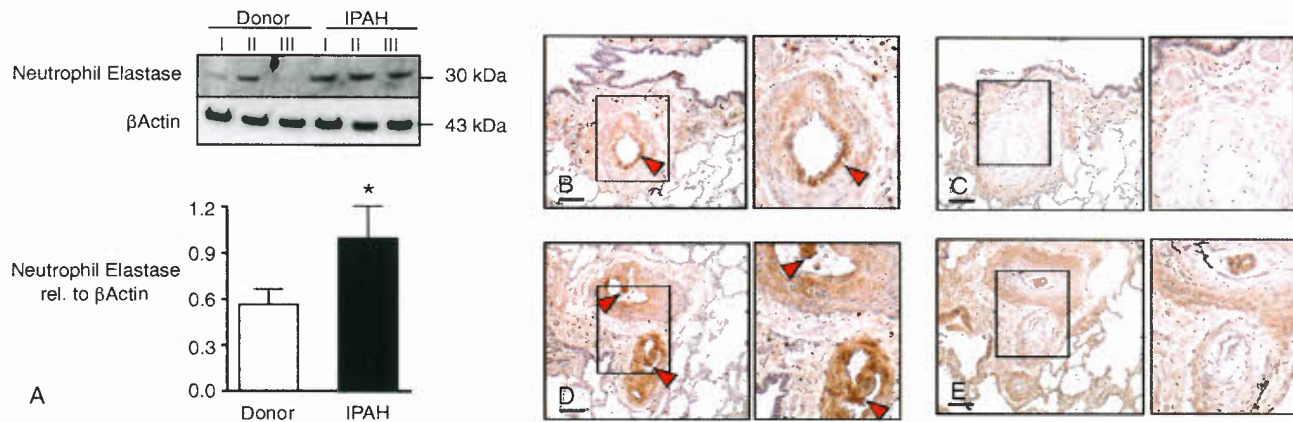 Donor IPAH
I II III I II III
Neutrophil Elastase 30 kDa
βActin 43 kDa
*
1.2
0.9
Neutrophil Elastase
rel. to βActin
0.6
0.3
0.0
Donor IPAH
A
B
C
D
E